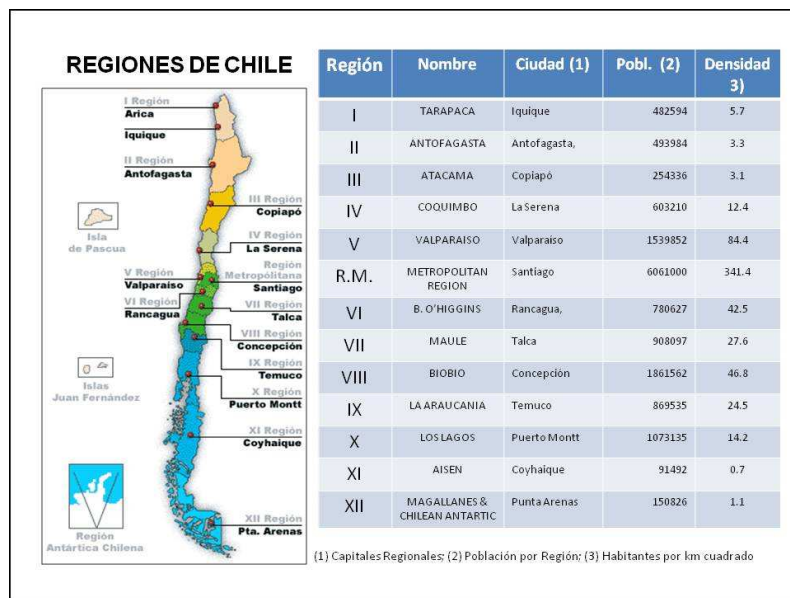 REGIONES DE CHILE
I Región
Arica
Iquique
II Región
Antofagasta
III Región
Copiapó
Isla
de Pascua
IV Región
La Serena
Región
Metropólitana
Santiago
V Región
Valparaíso
VI Región
Rancagua
VII Región
Talca
VIII Región
Concepción
IX Región
Temuco
Islas
Juan Fernández
X Región
Puerto Montt
XI Región
Coyhaique
XII Región
Pta. Arenas
Región
Antártica Chilena
Región Nombre Ciudad (1) Pobl. (2) Densidad
3)
I TARAPACA Iquique 482594 5.7
II ANTOFAGASTA Antofagasta, 493984 3.3
III ATACAMA Copiapó 254336 3.1
IV COQUIMBO La Serena 603210 12.4
V VALPARAISO Valparaíso 1539852 84.4
R.M. METROPOLITAN
REGION Santiago 6061000 341.4
VI B. O'HIGGINS Rancagua, 780627 42.5
VII MAULE Talca 908097 27.6
VIII BIOBIO Concepción 1861562 46.8
IX LA ARAUCANIA Temuco 869535 24.5
X LOS LAGOS Puerto Montt 1073135 14.2
XI AISEN Coyhaique 91492 0.7
XII MAGALLANES &
CHILEAN ANTARTIC Punta Arenas 150826 1.1
(1) Capitales Regionales; (2) Población por Región; (3) Habitantes por km cuadrado